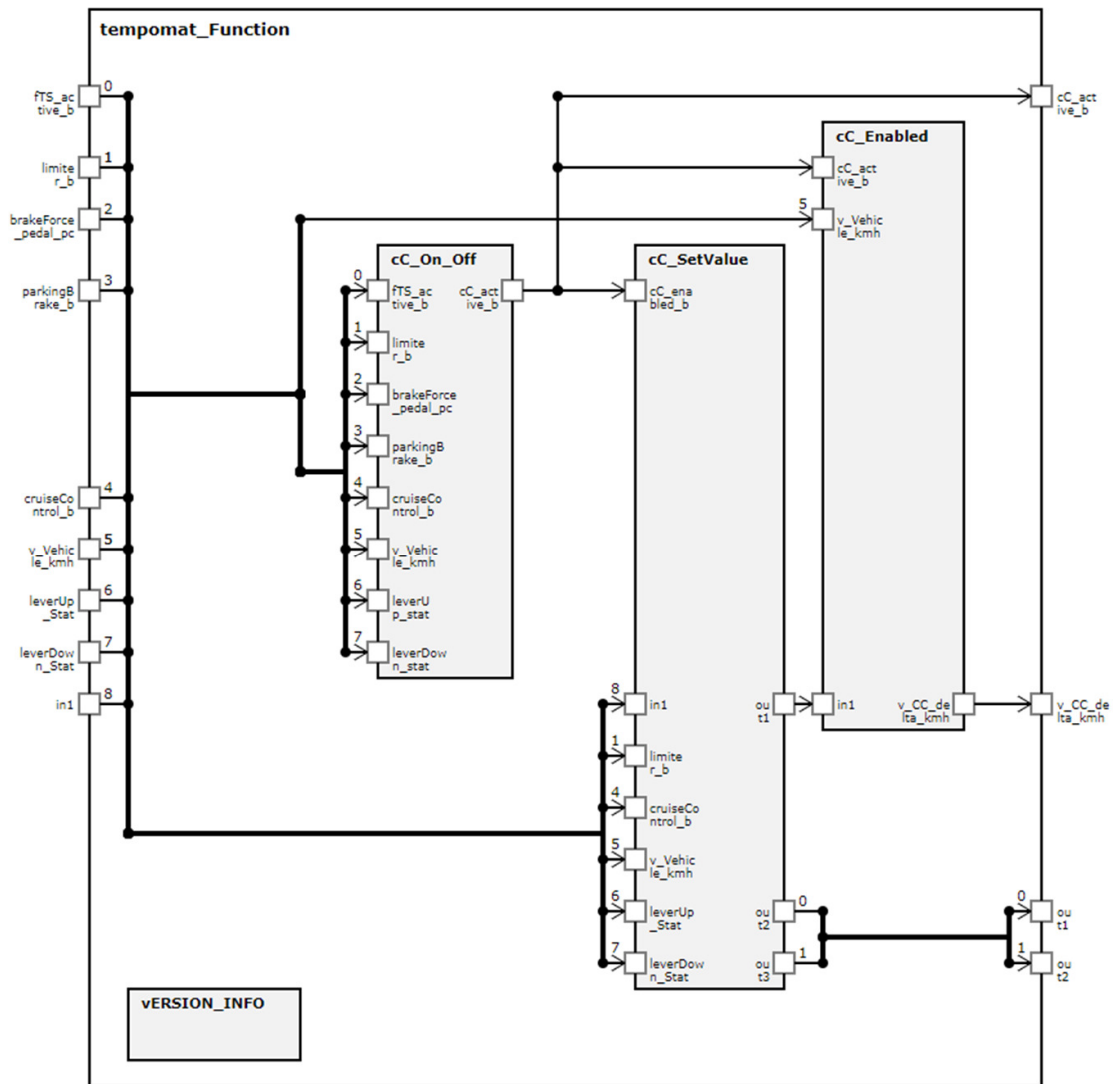 tempomat_Function
0
fTS_ac
tive_b
1
limite
r_b
2
brakeForce
_pedal_pc
3
parkingB
rake_b
4
cruiseCo
ntrol_b
5
v_Vehic
le_kmh
6
leverUp
_Stat
7
leverDow
n_Stat
8
in1
cC_On_Off
0
fTS_ac
tive_b
cC_act
ive_b
1
limite
r_b
2
brakeForce
_pedal_pc
3
parkingB
rake_b
4
cruiseCo
ntrol_b
5
v_Vehic
le_kmh
6
leverU
p_stat
7
leverDow
n_stat
cC_SetValue
cC_ena
bled_b
8
in1
ou
t1
1
limite
r_b
4
cruiseCo
ntrol_b
5
v_Vehic
le_kmh
6
leverUp
_Stat
0
ou
t2
7
leverDow
n_Stat
1
ou
t3
cC_Enabled
cC_act
ive_b
5
v_Vehic
le_kmh
in1
v_CC_de
lta_kmh
cC_act
ive_b
v_CC_de
lta_kmh
0
ou
t1
1
ou
t2
vERSION_INFO